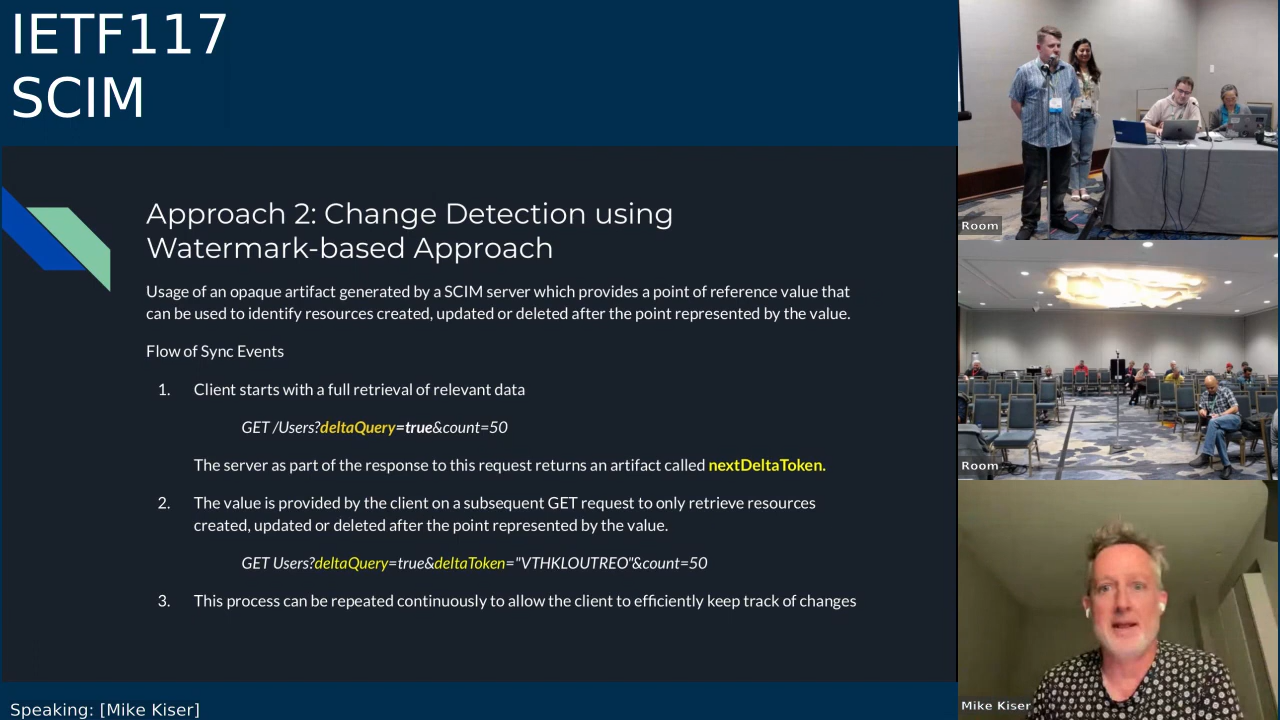 IETF117
SCIM
Approach 2: Change Detection using
Watermark-based Approach
Usage of an opaque artifact generated by a SCIM server which provides a point of reference value that
can be used to identify resources created, updated or deleted after the point represented by the value.
Flow of Sync Events
1. Client starts with a full retrieval of relevant data
GET /Users?deltaQuery=true&count=50
The server as part of the response to this request returns an artifact called nextDeltaToken.
2. The value is provided by the client on a subsequent GET request to only retrieve resources
created, updated or deleted after the point represented by the value.
GET Users?deltaQuery=true&deltaToken="VTHKLOUTREO"&count=50
3. This process can be repeated continuously to allow the client to efficiently keep track of changes
Speaking: [Mike Kiser]
Room
Room
Mike Kiser